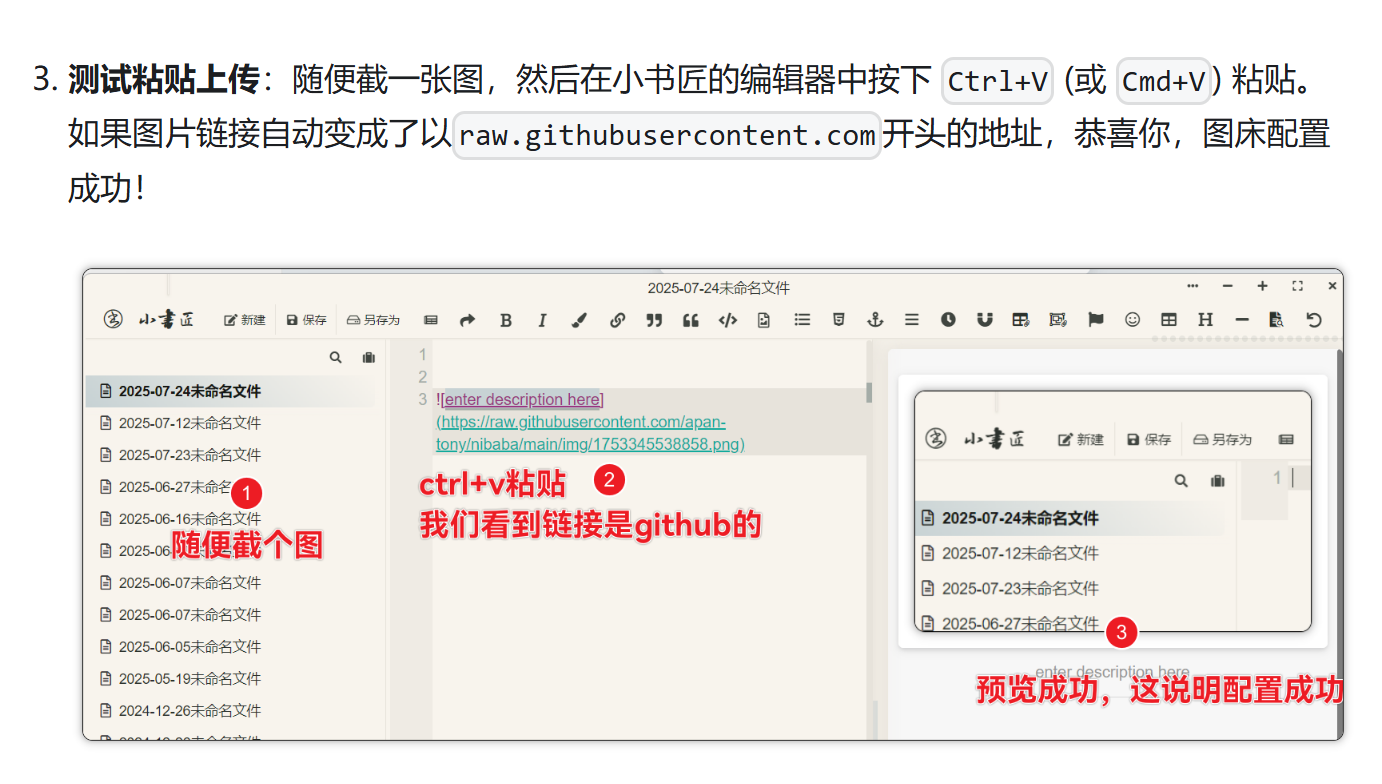 3. 测试粘贴上传：随便截一张图，然后在小书匠的编辑器中按下 Ctrl+V (或 Cmd+V) 粘贴。
如果图片链接自动变成了以raw.githubusercontent.com开头的地址，恭喜你，图床配置
成功！
2025-07-24未命名文件
小书匠 新建 保存 另存为
2025-07-24未命名文件
2025-07-12未命名文件
2025-07-23未命名文件
2025-06-27未命名
2025-06-16未命名文件
2025-06-07未命名文件
2025-06-07未命名文件
2025-06-05未命名文件
2025-05-19未命名文件
2024-12-26未命名文件
1
随便截个图
1
2
3 ![enter description here]
(https://raw.githubusercontent.com/apan-
tony/nibaba/main/img/1753345538858.png)
ctrl+v粘贴 2
我们看到链接是github的
小书匠 新建 保存 另存为
1
2025-07-24未命名文件
2025-07-12未命名文件
2025-07-23未命名文件
2025-06-27未命名文件
3
enter description here
预览成功，这说明配置成功